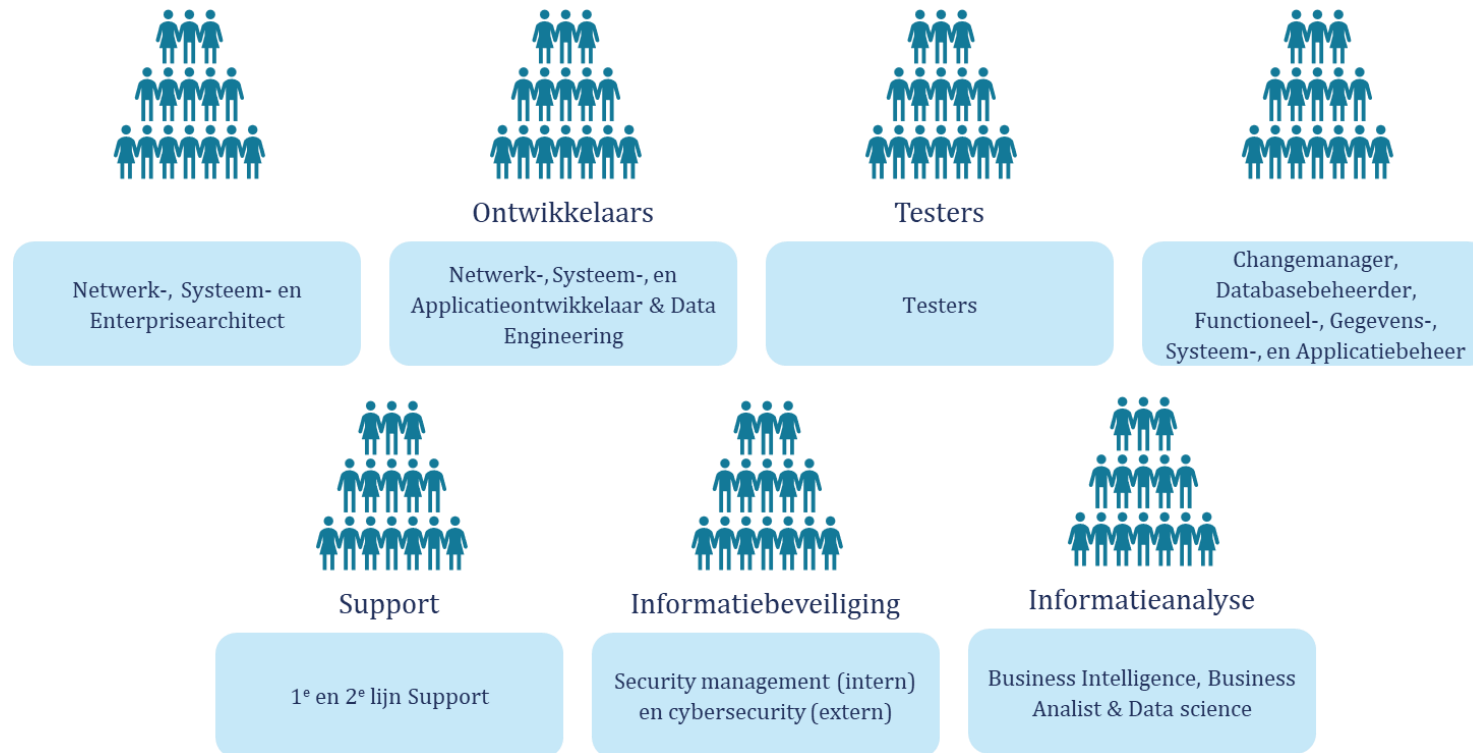 Ontwikkelaars
Testers
Netwerk-, Systeem- en
Enterprisearchitect
Netwerk-, Systeem-, en
Applicatieontwikkelaar & Data
Engineering
Testers
Changemanager,
Databasebeheerder,
Functioneel-, Gegevens-,
Systeem-, en Applicatiebeheer
Support
Informatiebeveiliging
Informatieanalyse
1e en 2e lijn Support
Security management (intern)
en cybersecurity (extern)
Business Intelligence, Business
Analist & Data science